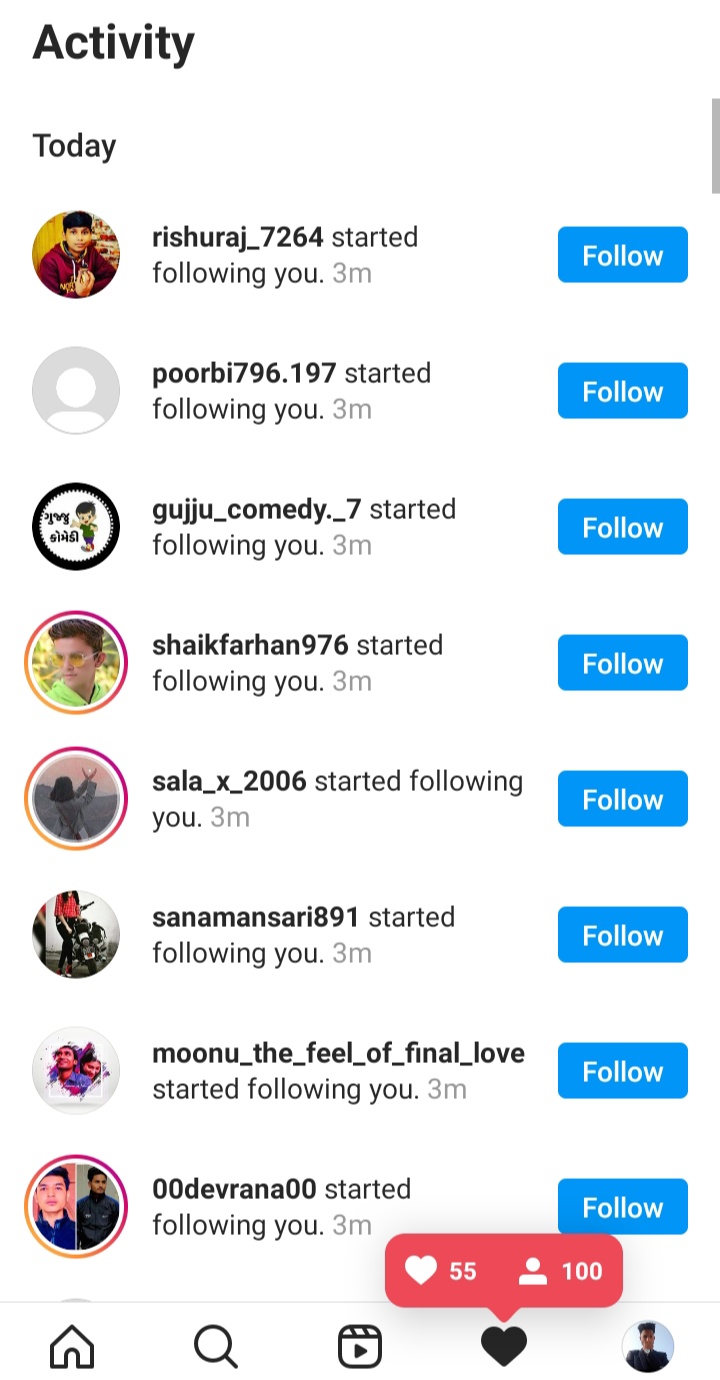 Activity
Today
rishuraj_7264 started
following you. 3m
Follow
poorbi796.197 started
following you. 3m
Follow
ગુજ્જુ
કોમેડી
gujju_comedy._7 started
following you. 3m
Follow
shaikfarhan976 started
following you. 3m
Follow
sala_x_2006 started following
you. 3m
Follow
sanamansari891 started
following you. 3m
Follow
moonu_the_feel_of_final_love
started following you. 3m
Follow
00devrana00 started
following you. 3m
Follow
55 100